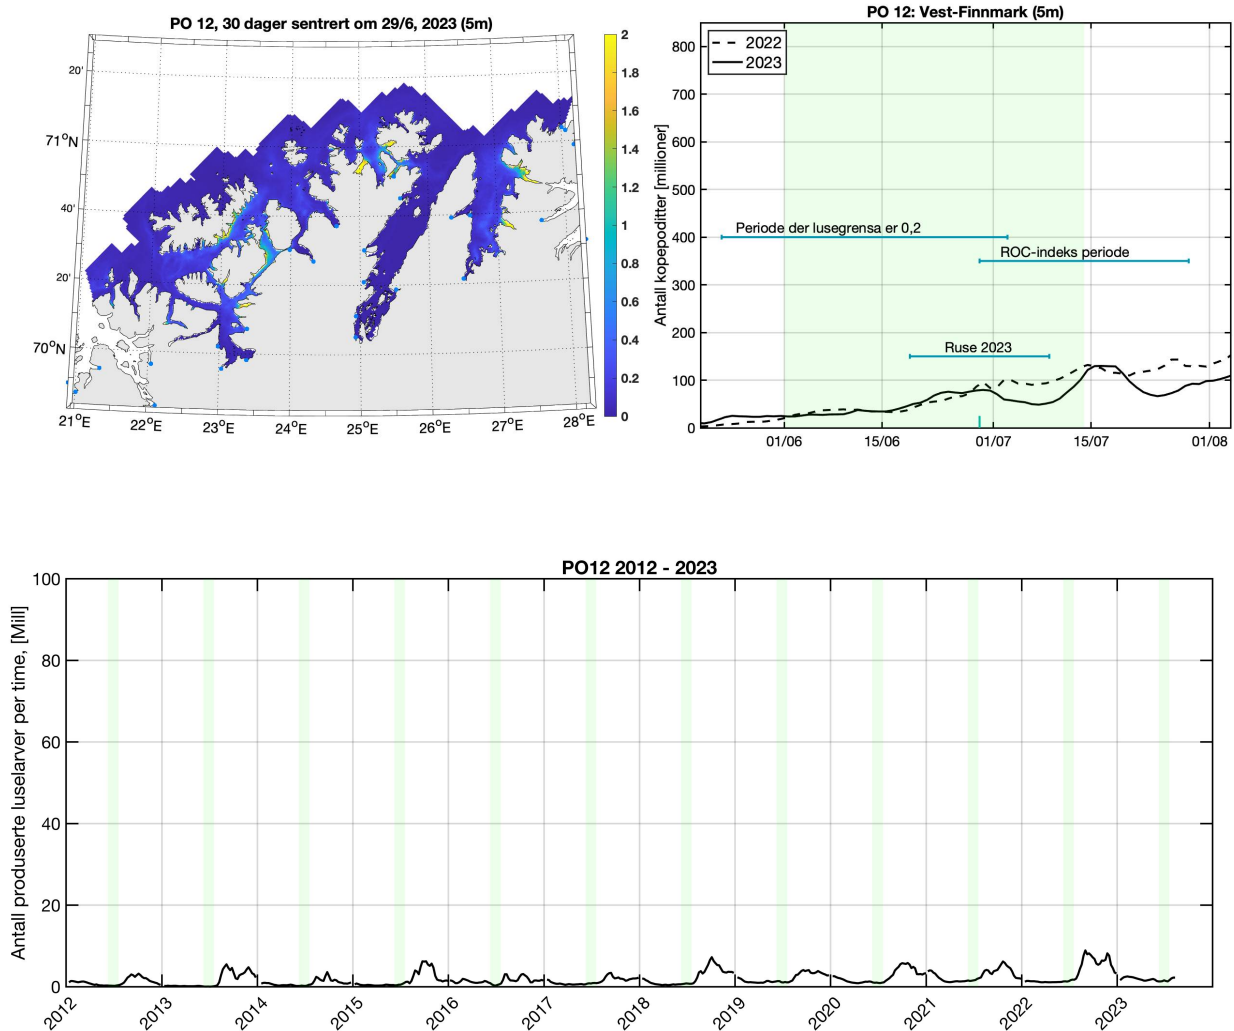 PO 12, 30 dager sentrert om 29/6, 2023 (5m)
20'
71°N
40'
20'
70°N
21°E
22°E
23°E
24°E
25°E
26°E
27°E
28°E
2
1.8
1.6
1.4
1.2
1
0.8
0.6
0.4
0.2
0
PO 12: Vest-Finnmark (5m)
Antall kopepoditter [millioner]
800
700
600
500
400
300
200
100
0
2022
2023
Periode der lusegrensa er 0,2
ROC-indeks periode
Ruse 2023
01/06
15/06
01/07
15/07
01/08
PO12 2012 - 2023
Antall produserte luselarver per time, [Mill]
100
80
60
40
20
0
2012
2013
2014
2015
2016
2017
2018
2019
2020
2021
2022
2023